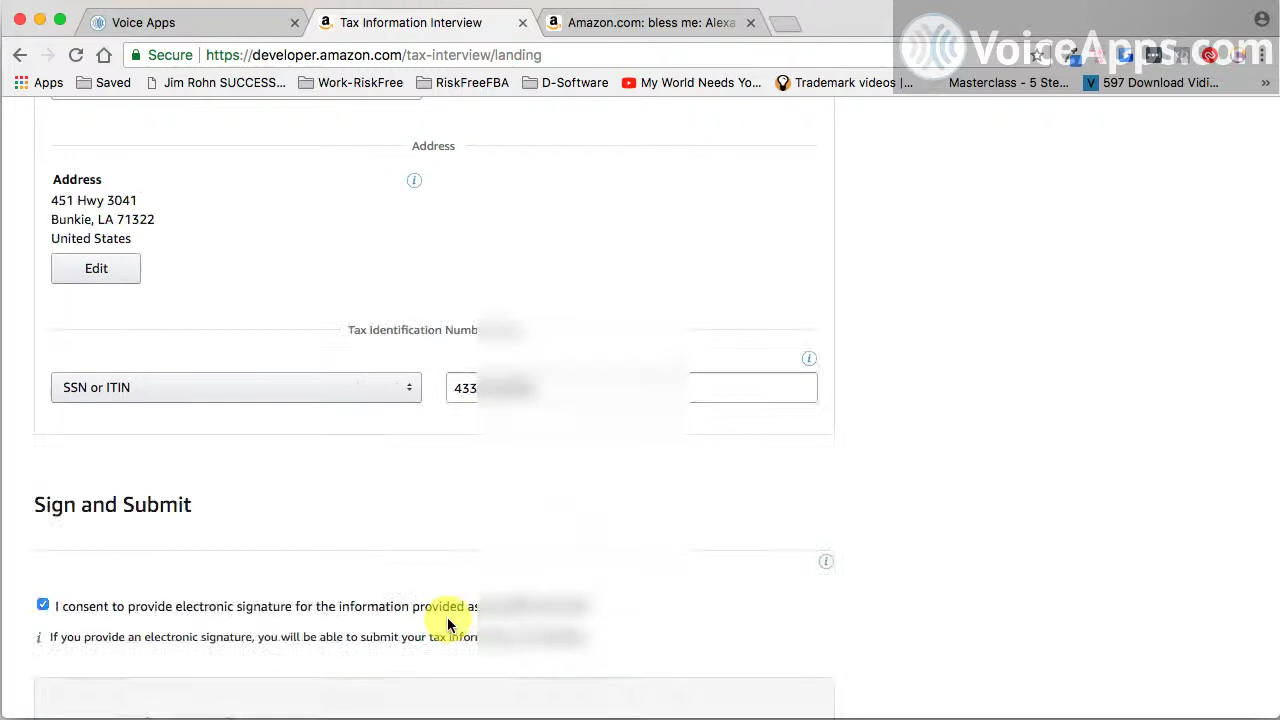 Voice Apps
Tax Information Interview
Amazon.com: bless me: Alexa
VoiceApps.com
Secure
https://developer.amazon.com/tax-interview/landing
Apps
Saved
Jim Rohn SUCCESS...
Work-RiskFree
RiskFreeFBA
D-Software
My World Needs Yo...
Trademark videos |...
Masterclass - 5 Ste...
597 Download Vidi...
Address
Address
451 Hwy 3041
Bunkie, LA 71322
United States
Edit
Tax Identification Numb
SSN or ITIN
433
Sign and Submit
I consent to provide electronic signature for the information provided as
If you provide an electronic signature, you will be able to submit your tax infor